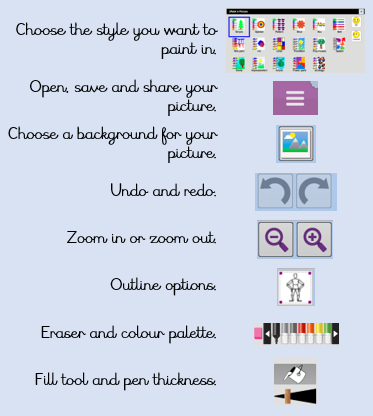 Choose the style you want to
paint in.
Open, save and share your
picture.
Choose a background for your
picture.
Undo and redo.
Zoom in or zoom out.
Outline options.
Eraser and colour palette.
Fill tool and pen thickness.